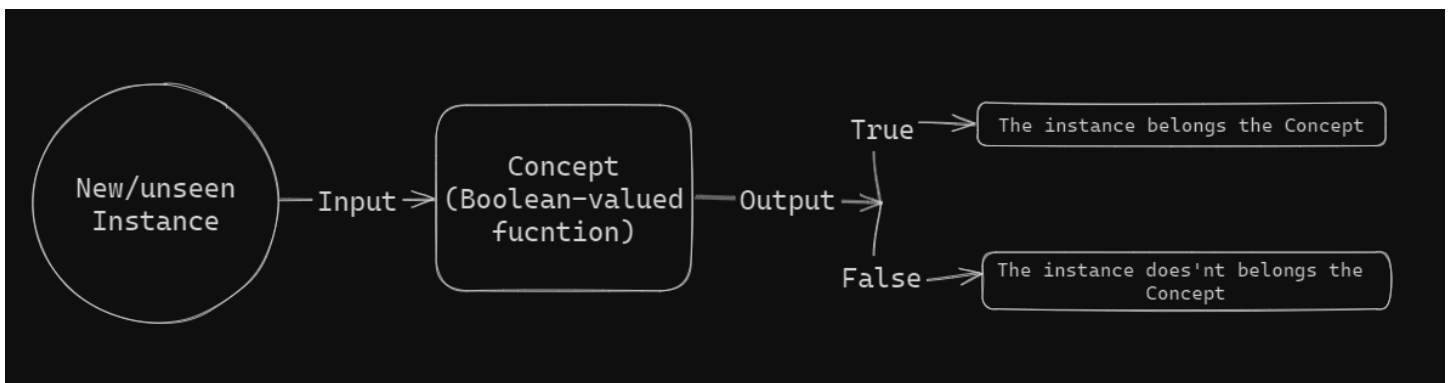 New/unseen
Instance
Input
Concept
(Boolean-valued
fucntion)
Output
True
The instance belongs the Concept
False
The instance does'nt belongs the
Concept